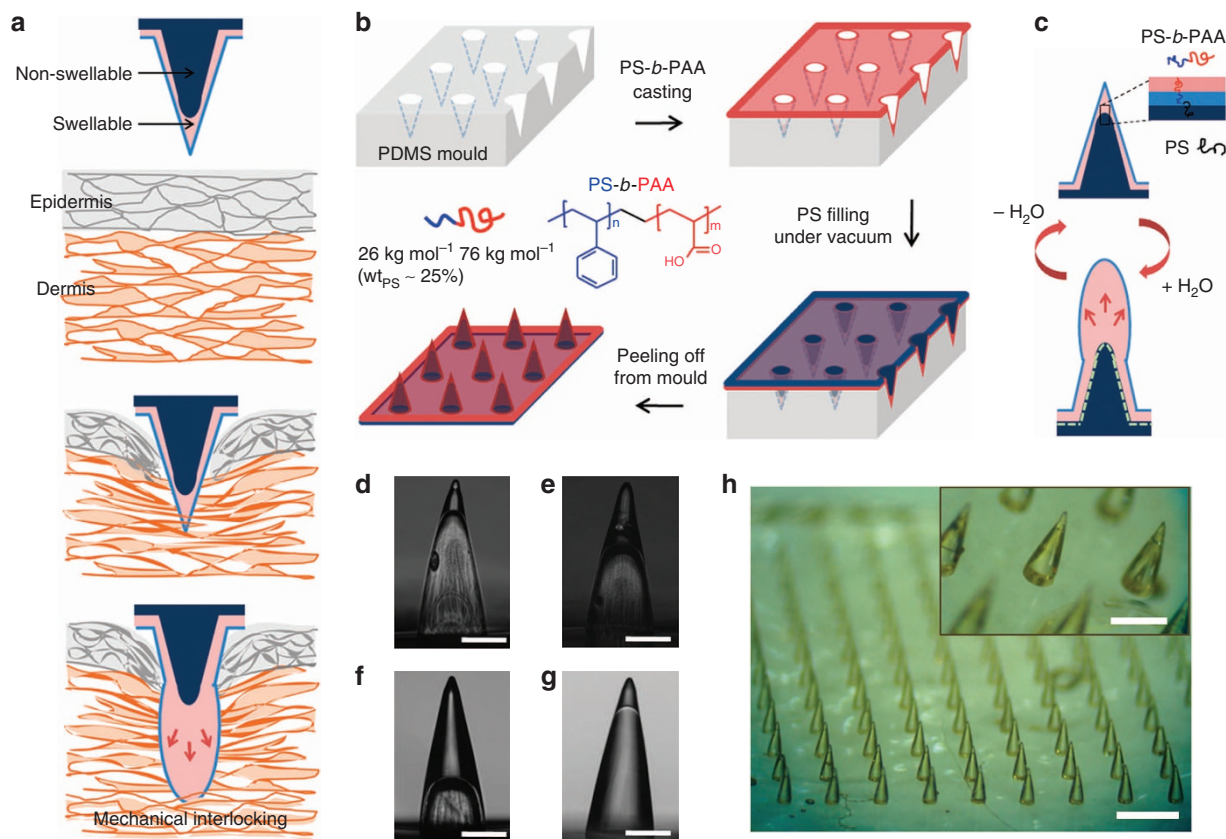 a
Non-swellable
Swellable
Epidermis
Dermis
Mechanical interlocking
b
PDMS mould
PS-b-PAA
casting
PS-b-PAA
n
m
HO
O
26 kg mol⁻¹ 76 kg mol⁻¹
(wtPS ~ 25%)
PS filling
under vacuum
Peeling off
from mould
c
PS-b-PAA
PS
– H₂O
+ H₂O
d
e
f
g
h